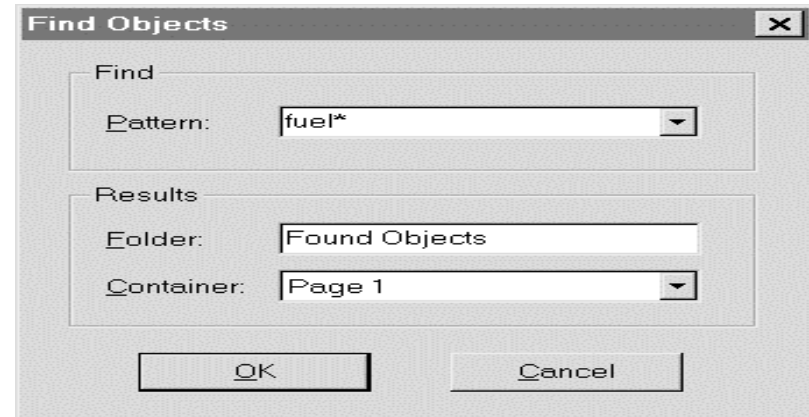 Find Objects
Find
Pattern: fuel*
Results
Folder: Found Objects
Container: Page 1
OK Cancel